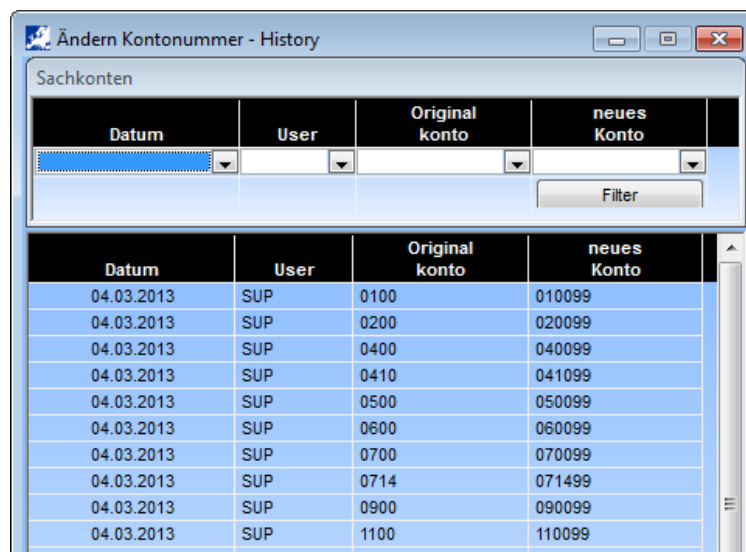 Ändern Kontonummer - History
Sachkonten
Datum User Original konto neues Konto
Filter
Datum User Original konto neues Konto
04.03.2013 SUP 0100 010099
04.03.2013 SUP 0200 020099
04.03.2013 SUP 0400 040099
04.03.2013 SUP 0410 041099
04.03.2013 SUP 0500 050099
04.03.2013 SUP 0600 060099
04.03.2013 SUP 0700 070099
04.03.2013 SUP 0714 071499
04.03.2013 SUP 0900 090099
04.03.2013 SUP 1100 110099